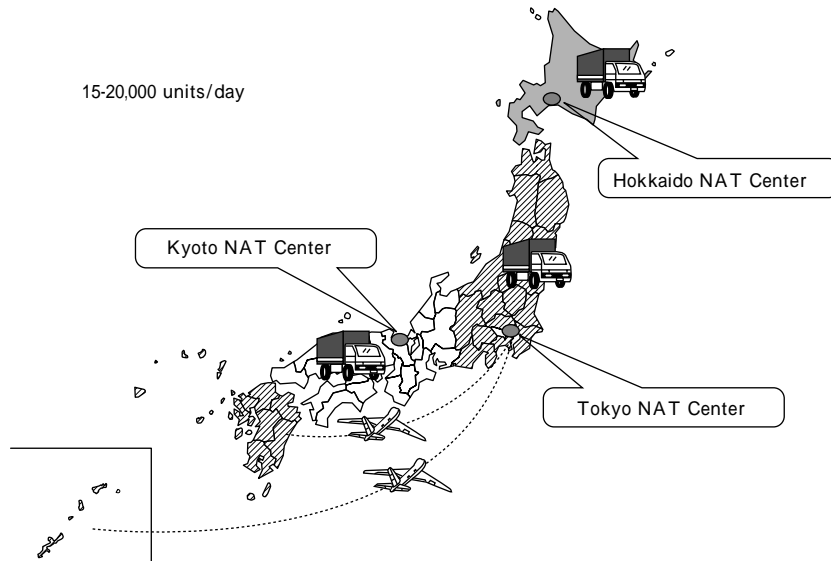 15-20,000 units/day
Hokkaido NAT Center
Kyoto NAT Center
Tokyo NAT Center